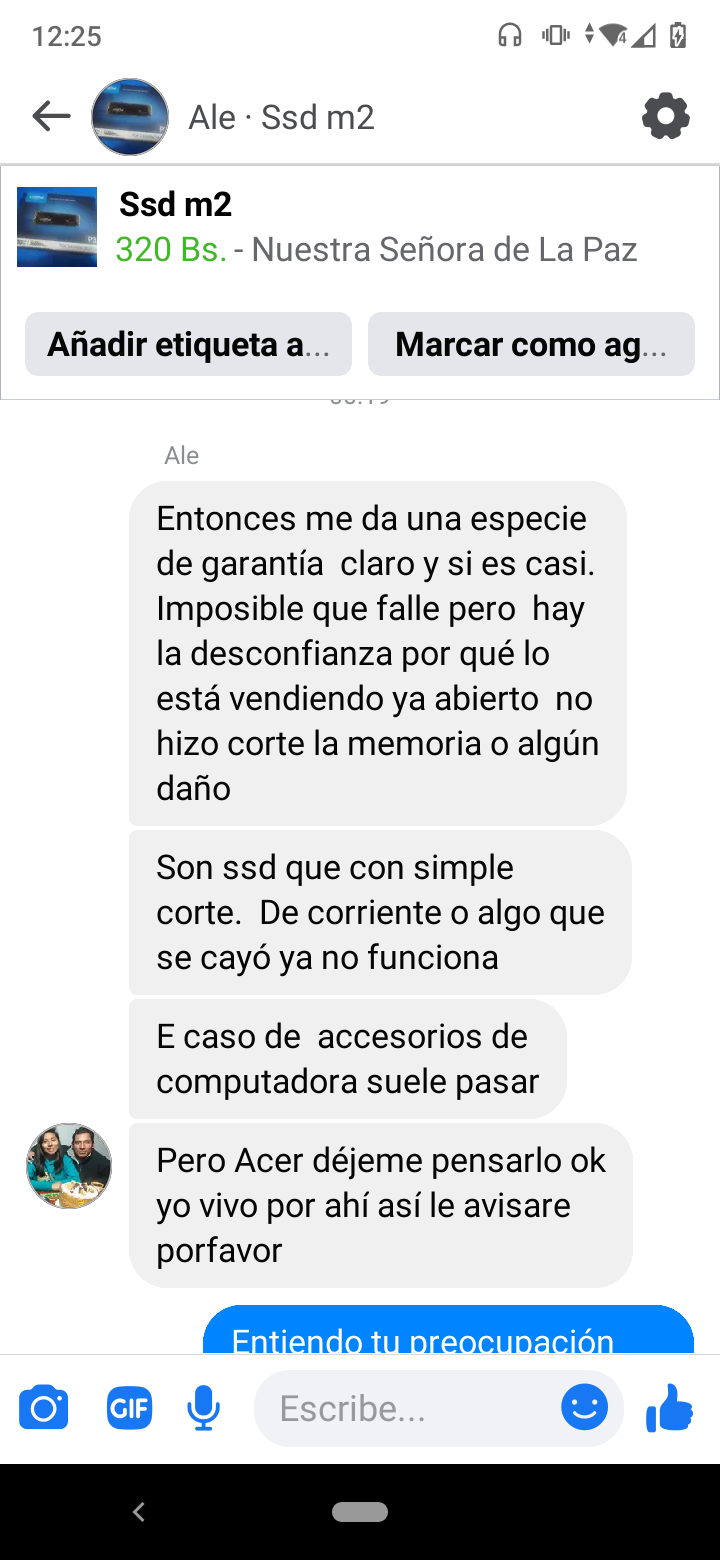 12:25
4
Ale · Ssd m2
Ssd m2
320 Bs. - Nuestra Señora de La Paz
Añadir etiqueta a...
Marcar como ag...
Ale
Entonces me da una especie
de garantía claro y si es casi.
Imposible que falle pero hay
la desconfianza por qué lo
está vendiendo ya abierto no
hizo corte la memoria o algún
daño
Son ssd que con simple
corte. De corriente o algo que
se cayó ya no funciona
E caso de accesorios de
computadora suele pasar
Pero Acer déjeme pensarlo ok
yo vivo por ahí así le avisare
porfavor
Entiendo tu preocupación
GIF
Escribe...